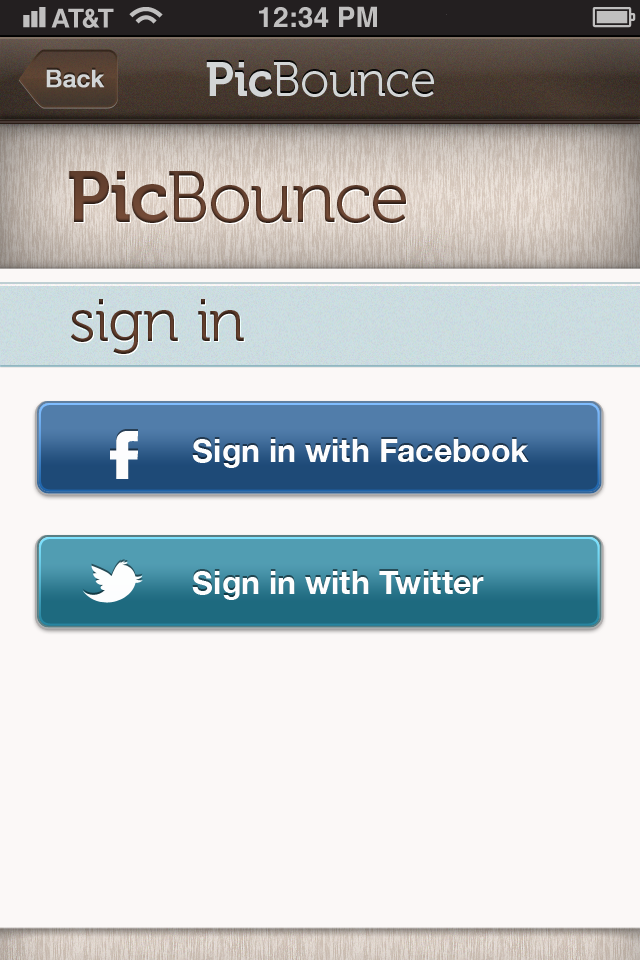 AT&T 12:34 PM
Back PicBounce
PicBounce
sign in
Sign in with Facebook
Sign in with Twitter